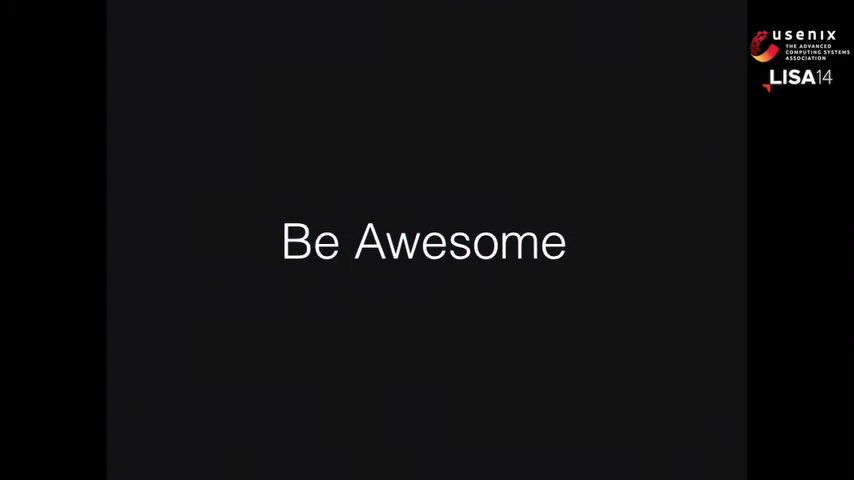 Be Awesome
usenix
THE ADVANCED
COMPUTING SYSTEMS
ASSOCIATION
LISA14